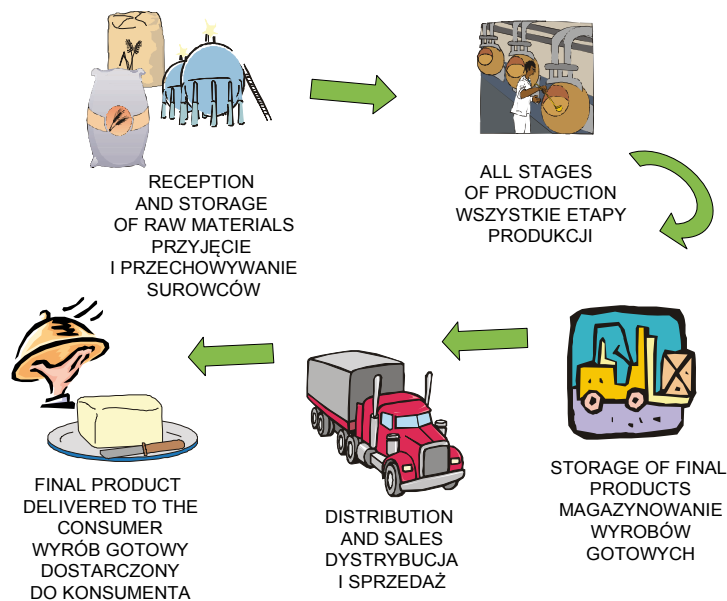 RECEPTION
AND STORAGE
OF RAW MATERIALS
PRZYJĘCIE
I PRZECHOWYWANIE
SUROWCÓW
ALL STAGES
OF PRODUCTION
WSZYSTKIE ETAPY
PRODUKCJI
STORAGE OF FINAL
PRODUCTS
MAGAZYNOWANIE
WYROBÓW
GOTOWYCH
DISTRIBUTION
AND SALES
DYSTRYBUCJA
I SPRZEDAŻ
FINAL PRODUCT
DELIVERED TO THE
CONSUMER
WYRÓB GOTOWY
DOSTARCZONY
DO KONSUMENTA